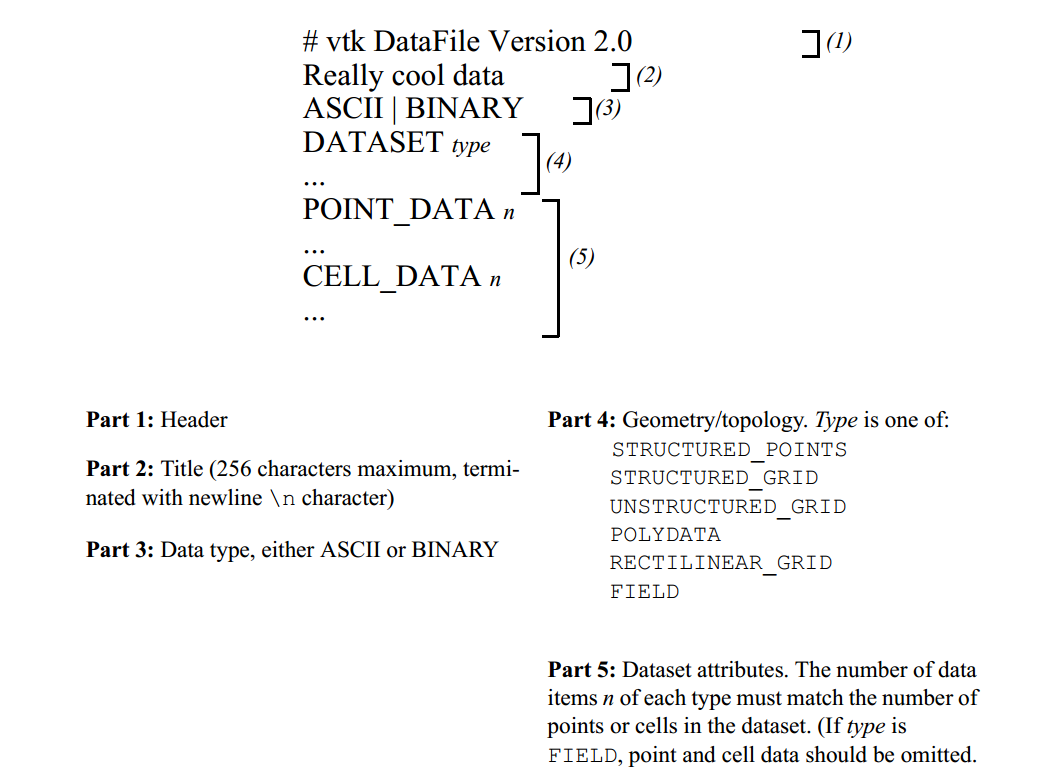 # vtk DataFile Version 2.0 (1)
Really cool data (2)
ASCII | BINARY (3)
DATASET type (4)
...
POINT_DATA n
... (5)
CELL_DATA n
...
Part 1: Header
Part 2: Title (256 characters maximum, termi-
nated with newline \n character)
Part 3: Data type, either ASCII or BINARY
Part 4: Geometry/topology. Type is one of:
STRUCTURED_POINTS
STRUCTURED_GRID
UNSTRUCTURED_GRID
POLYDATA
RECTILINEAR_GRID
FIELD
Part 5: Dataset attributes. The number of data
items n of each type must match the number of
points or cells in the dataset. (If type is
FIELD, point and cell data should be omitted.